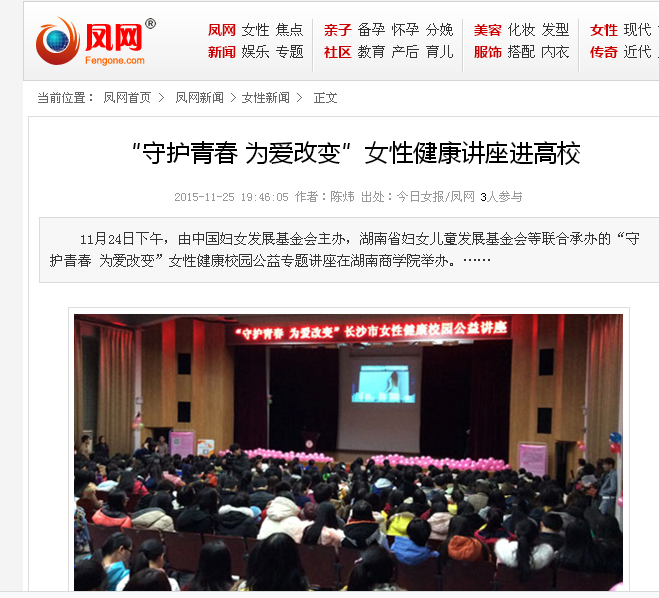 凤网®
Fengone.com
凤网 女性 焦点 亲子 备孕 怀孕 分娩 美容 化妆 发型 女性 现代
新闻 娱乐 专题 社区 教育 产后 育儿 服饰 搭配 内衣 传奇 近代
当前位置： 凤网首页 > 凤网新闻 > 女性新闻 > 正文
“守护青春 为爱改变”女性健康讲座进高校
2015-11-25 19:46:05 作者：陈炜 出处：今日女报/凤网 3人参与
11月24日下午，由中国妇女发展基金会主办，湖南省妇女儿童发展基金会等联合承办的“守
护青春 为爱改变”女性健康校园公益专题讲座在湖南商学院举办。……
“守护青春 为爱改变”长沙市女性健康校园公益讲座